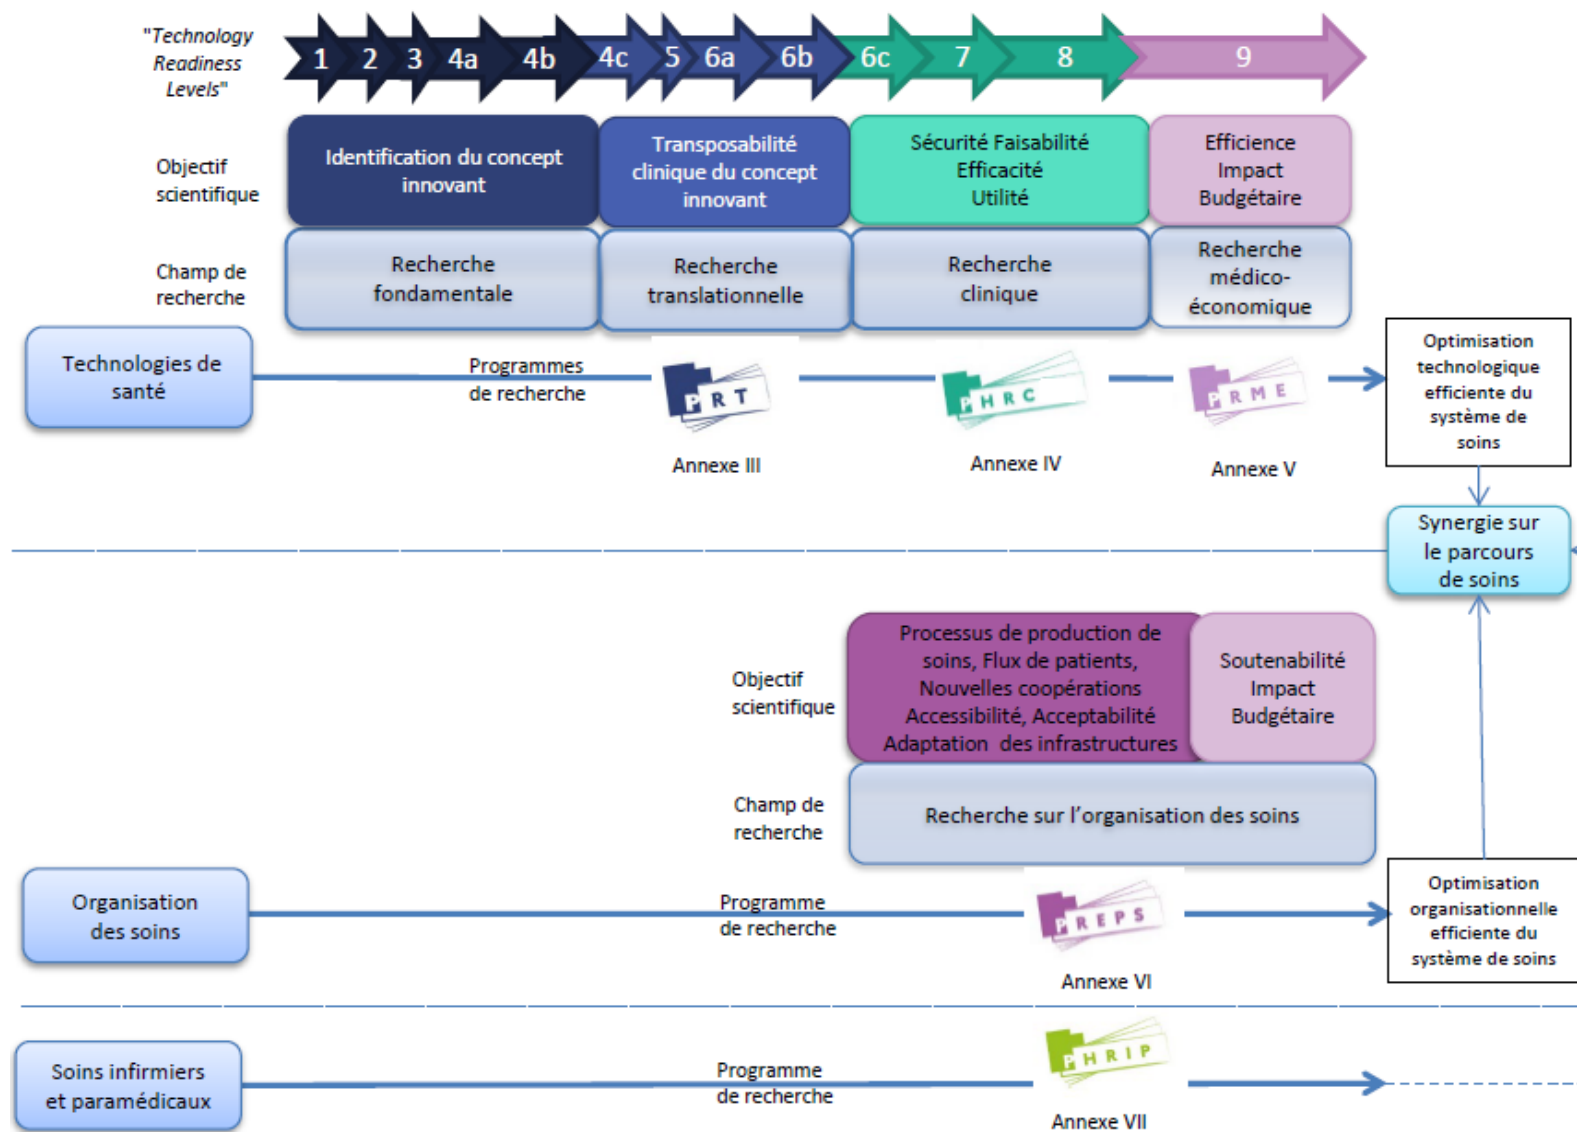 "Technology
Readiness
Levels"
1 2 3 4a 4b 4c 5 6a 6b 6c 7 8 9
Objectif
scientifique
Identification du concept
innovant
Transposabilité
clinique du concept
innovant
Sécurité Faisabilité
Efficacité
Utilité
Efficience
Impact
Budgétaire
Champ de
recherche
Recherche
fondamentale
Recherche
translationnelle
Recherche
clinique
Recherche
médico-
économique
Technologies de
santé
Programmes
de recherche
PRT
Annexe III
PHRC
Annexe IV
PRME
Annexe V
Optimisation
technologique
efficiente du
système de
soins
Synergie sur
le parcours
de soins
Objectif
scientifique
Processus de production de
soins, Flux de patients,
Nouvelles coopérations
Accessibilité, Acceptabilité
Adaptation des infrastructures
Soutenabilité
Impact
Budgétaire
Champ de
recherche
Recherche sur l'organisation des soins
Organisation
des soins
Programme
de recherche
PREPS
Annexe VI
Optimisation
organisationnelle
efficiente du
système de soins
Soins infirmiers
et paramédicaux
Programme
de recherche
PHRIP
Annexe VII